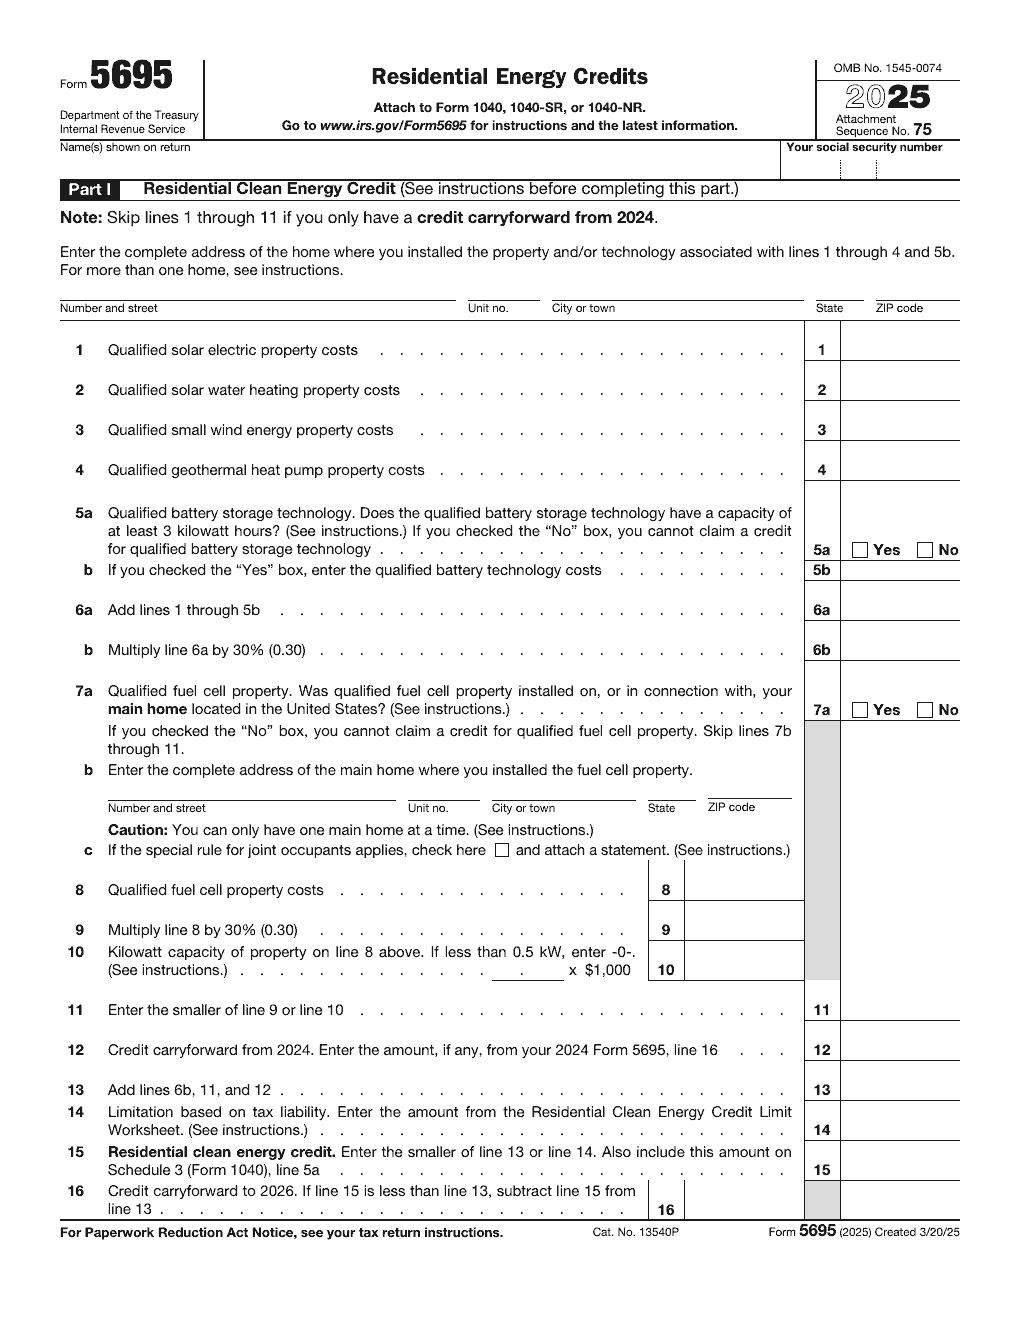 Form 5695
Department of the Treasury
Internal Revenue Service
Residential Energy Credits
Attach to Form 1040, 1040-SR, or 1040-NR.
Go to www.irs.gov/Form5695 for instructions and the latest information.
OMB No. 1545-0074
2025
Attachment
Sequence No. 75
Name(s) shown on return
Your social security number
Part I Residential Clean Energy Credit (See instructions before completing this part.)
Note: Skip lines 1 through 11 if you only have a credit carryforward from 2024.
Enter the complete address of the home where you installed the property and/or technology associated with lines 1 through 4 and 5b.
For more than one home, see instructions.
Number and street Unit no. City or town State ZIP code
1 Qualified solar electric property costs . . . . . . . . . . . . . . . . . . . . . 1
2 Qualified solar water heating property costs . . . . . . . . . . . . . . . . . . . 2
3 Qualified small wind energy property costs . . . . . . . . . . . . . . . . . . . 3
4 Qualified geothermal heat pump property costs . . . . . . . . . . . . . . . . . . 4
5a Qualified battery storage technology. Does the qualified battery storage technology have a capacity of
at least 3 kilowatt hours? (See instructions.) If you checked the “No” box, you cannot claim a credit
for qualified battery storage technology . . . . . . . . . . . . . . . . . . . . . 5a Yes No
b If you checked the “Yes” box, enter the qualified battery technology costs . . . . . . . . . 5b
6a Add lines 1 through 5b . . . . . . . . . . . . . . . . . . . . . . . . . . 6a
b Multiply line 6a by 30% (0.30) . . . . . . . . . . . . . . . . . . . . . . . . 6b
7a Qualified fuel cell property. Was qualified fuel cell property installed on, or in connection with, your
main home located in the United States? (See instructions.) . . . . . . . . . . . . . . 7a Yes No
If you checked the “No” box, you cannot claim a credit for qualified fuel cell property. Skip lines 7b
through 11.
b Enter the complete address of the main home where you installed the fuel cell property.
Number and street Unit no. City or town State ZIP code
Caution: You can only have one main home at a time. (See instructions.)
c If the special rule for joint occupants applies, check here and attach a statement. (See instructions.)
8 Qualified fuel cell property costs . . . . . . . . . . . . . . . 8
9 Multiply line 8 by 30% (0.30) . . . . . . . . . . . . . . . . 9
10 Kilowatt capacity of property on line 8 above. If less than 0.5 kW, enter -0-.
(See instructions.) . . . . . . . . . . . . . . x $1,000 10
11 Enter the smaller of line 9 or line 10 . . . . . . . . . . . . . . . . . . . . . . 11
12 Credit carryforward from 2024. Enter the amount, if any, from your 2024 Form 5695, line 16 . . . 12
13 Add lines 6b, 11, and 12 . . . . . . . . . . . . . . . . . . . . . . . . . . 13
14 Limitation based on tax liability. Enter the amount from the Residential Clean Energy Credit Limit
Worksheet. (See instructions.) . . . . . . . . . . . . . . . . . . . . . . . . 14
15 Residential clean energy credit. Enter the smaller of line 13 or line 14. Also include this amount on
Schedule 3 (Form 1040), line 5a . . . . . . . . . . . . . . . . . . . . . . . 15
16 Credit carryforward to 2026. If line 15 is less than line 13, subtract line 15 from
line 13 . . . . . . . . . . . . . . . . . . . . . . . . 16
For Paperwork Reduction Act Notice, see your tax return instructions. Cat. No. 13540P Form 5695 (2025) Created 3/20/25